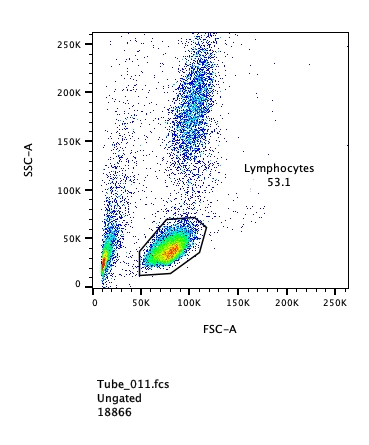 250K
200K
150K
100K
50K
0
SSC-A
Lymphocytes
53.1
0 50K 100K 150K 200K 250K
FSC-A
Tube_011.fcs
Ungated
18866